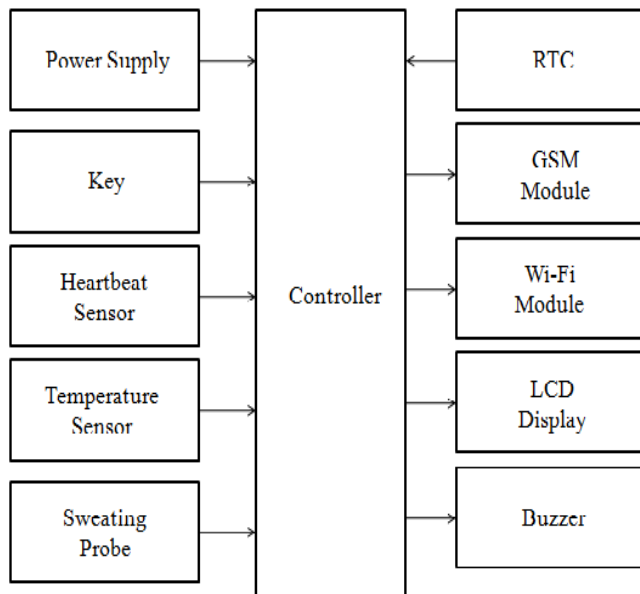 Power Supply
Key
Heartbeat
Sensor
Temperature
Sensor
Sweating
Probe
Controller
RTC
GSM
Module
Wi-Fi
Module
LCD
Display
Buzzer